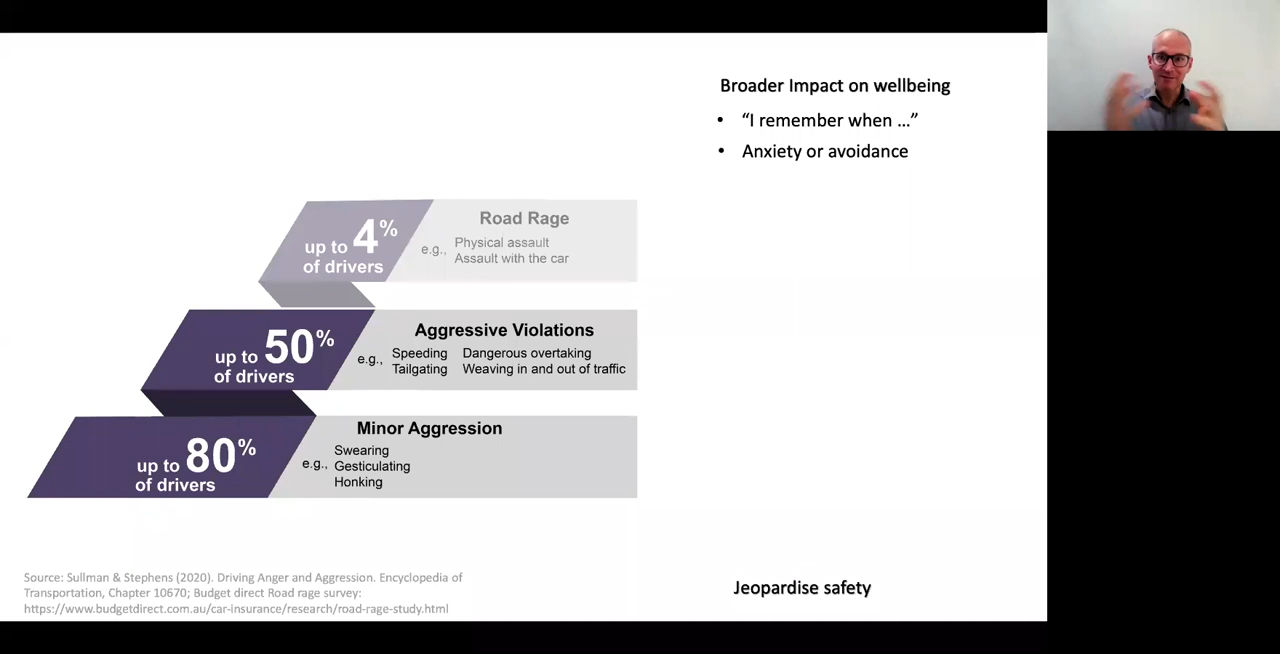 Broader Impact on wellbeing
• “I remember when ...”
• Anxiety or avoidance
up to 4%
of drivers
Road Rage
e.g., Physical assault
Assault with the car
up to 50%
of drivers
Aggressive Violations
e.g., Speeding Dangerous overtaking
Tailgating Weaving in and out of traffic
up to 80%
of drivers
Minor Aggression
e.g., Swearing
Gesticulating
Honking
Source: Sullman & Stephens (2020). Driving Anger and Aggression. Encyclopedia of
Transportation, Chapter 10670; Budget direct Road rage survey:
https://www.budgetdirect.com.au/car-insurance/research/road-rage-study.html
Jeopardise safety